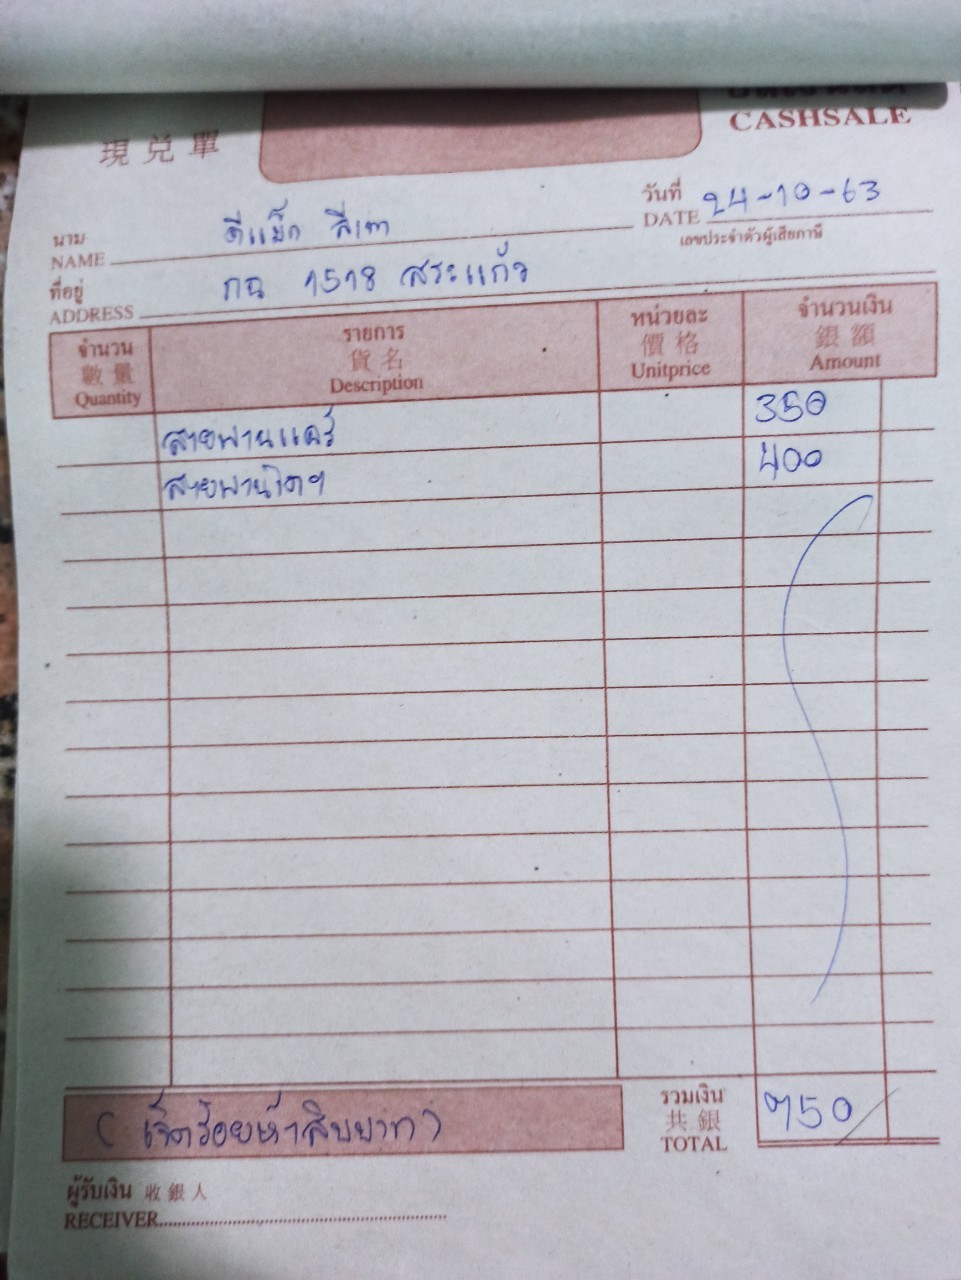 現兑單
CASHSALE
นาม
NAME ดีแม็ก สีเทา
วันที่
DATE 24-10-63
เลขประจำตัวผู้เสียภาษี
ที่อยู่
ADDRESS กฉ 1518 สระแก้ว
จำนวน รายการ หน่วยละ จำนวนเงิน
數量 貨名 價格 銀額
Quantity Description Unitprice Amount
สายพานแอร์ 350
สายพานไดฯ 400
(เจ็ดร้อยห้าสิบบาท)
รวมเงิน
共銀
TOTAL 750
ผู้รับเงิน 收銀人
RECEIVER